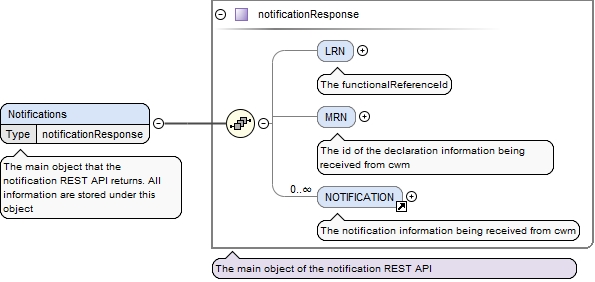 notificationResponse
LRN
The functionalReferenceId
MRN
The id of the declaration information being
received from cwm
0..∞
NOTIFICATION
The notification information being received from cwm
Notifications
Type notificationResponse
The main object that the
notification REST API returns. All
information are stored under this
object
The main object of the notification REST API